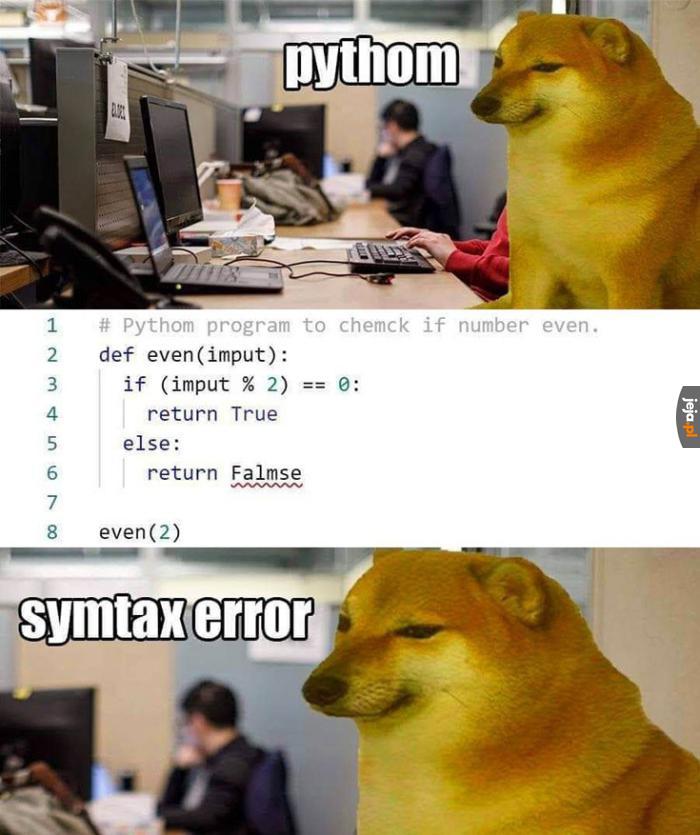 pythom
1 # Pythom program to chemck if number even.
2 def even(imput):
3 if (imput % 2) == 0:
4 return True
5 else:
6 return Falmse
7
8 even(2)
jeja.pl
symtax error